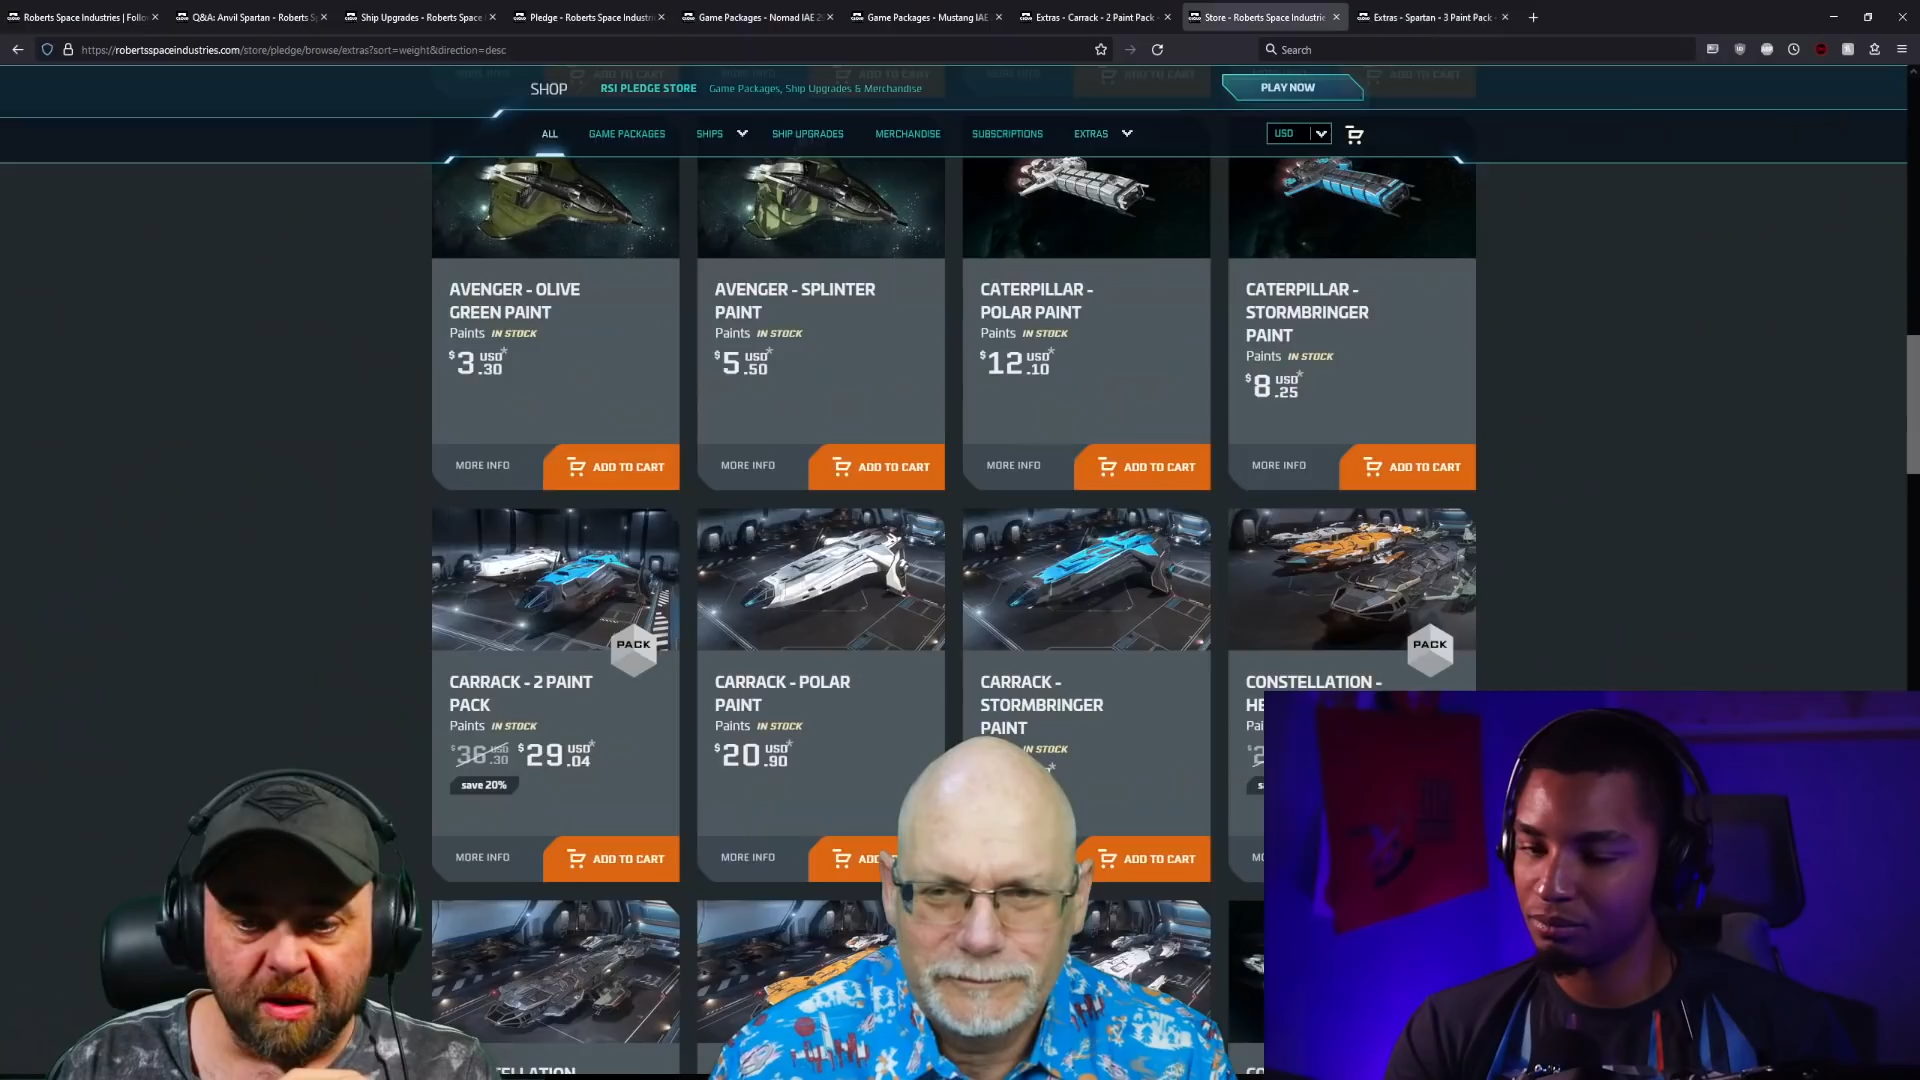 Roberts Space Industries | Follow
Q&A: Anvil Spartan - Roberts S
Ship Upgrades - Roberts Space
Pledge - Roberts Space Industri
Game Packages - Nomad IAE
Game Packages - Mustang IAE
Extras - Carrack - 2 Paint Pack -
Store - Roberts Space Industrie
Extras - Spartan - 3 Paint Pack -
https://robertsspaceindustries.com/store/pledge/browse/extras?sort=weight&direction=desc
Search
SHOP
RSI PLEDGE STORE
Game Packages, Ship Upgrades & Merchandise
PLAY NOW
ALL
GAME PACKAGES
SHIPS
SHIP UPGRADES
MERCHANDISE
SUBSCRIPTIONS
EXTRAS
USD
AVENGER - OLIVE
GREEN PAINT
Paints IN STOCK
$3.30 USD*
MORE INFO
ADD TO CART
AVENGER - SPLINTER
PAINT
Paints IN STOCK
$5.50 USD*
MORE INFO
ADD TO CART
CATERPILLAR -
POLAR PAINT
Paints IN STOCK
$12.10 USD*
MORE INFO
ADD TO CART
CATERPILLAR -
STORMBRINGER
PAINT
Paints IN STOCK
$8.25 USD*
MORE INFO
ADD TO CART
PACK
CARRACK - 2 PAINT
PACK
Paints IN STOCK
$36.30 USD $29.04 USD*
save 20%
MORE INFO
ADD TO CART
CARRACK - POLAR
PAINT
Paints IN STOCK
$20.90 USD*
MORE INFO
CARRACK -
STORMBRINGER
PAINT
IN STOCK
ADD TO CART
PACK
CONSTELLATION -